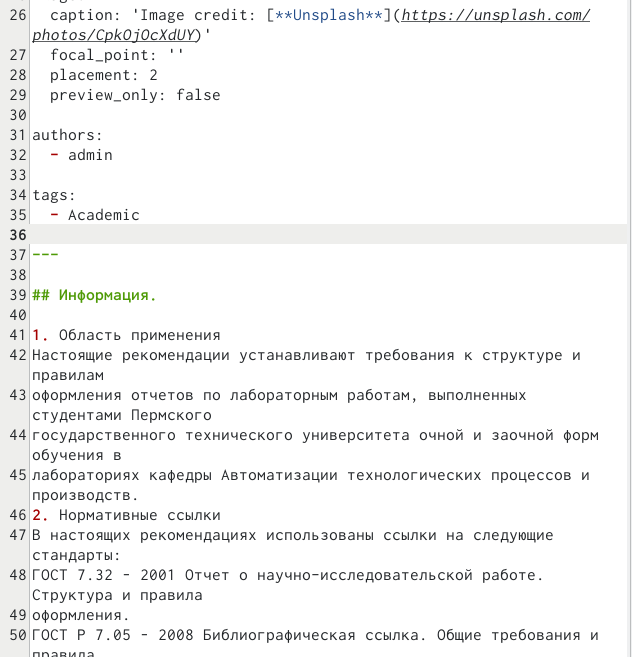 26 caption: 'Image credit: [**Unsplash**](https://unsplash.com/
photos/CpkOjOcXdUY)'
27 focal_point: ''
28 placement: 2
29 preview_only: false
30
31 authors:
32 - admin
33
34 tags:
35 - Academic
36
37 ---
38
39 ## Информация.
40
41 1. Область применения
42 Настоящие рекомендации устанавливают требования к структуре и
правилам
43 оформления отчетов по лабораторным работам, выполненных
студентами Пермского
44 государственного технического университета очной и заочной форм
обучения в
45 лабораториях кафедры Автоматизации технологических процессов и
производств.
46 2. Нормативные ссылки
47 В настоящих рекомендациях использованы ссылки на следующие
стандарты:
48 ГОСТ 7.32 - 2001 Отчет о научно-исследовательской работе.
Структура и правила
49 оформления.
50 ГОСТ Р 7.05 - 2008 Библиографическая ссылка. Общие требования и
правила